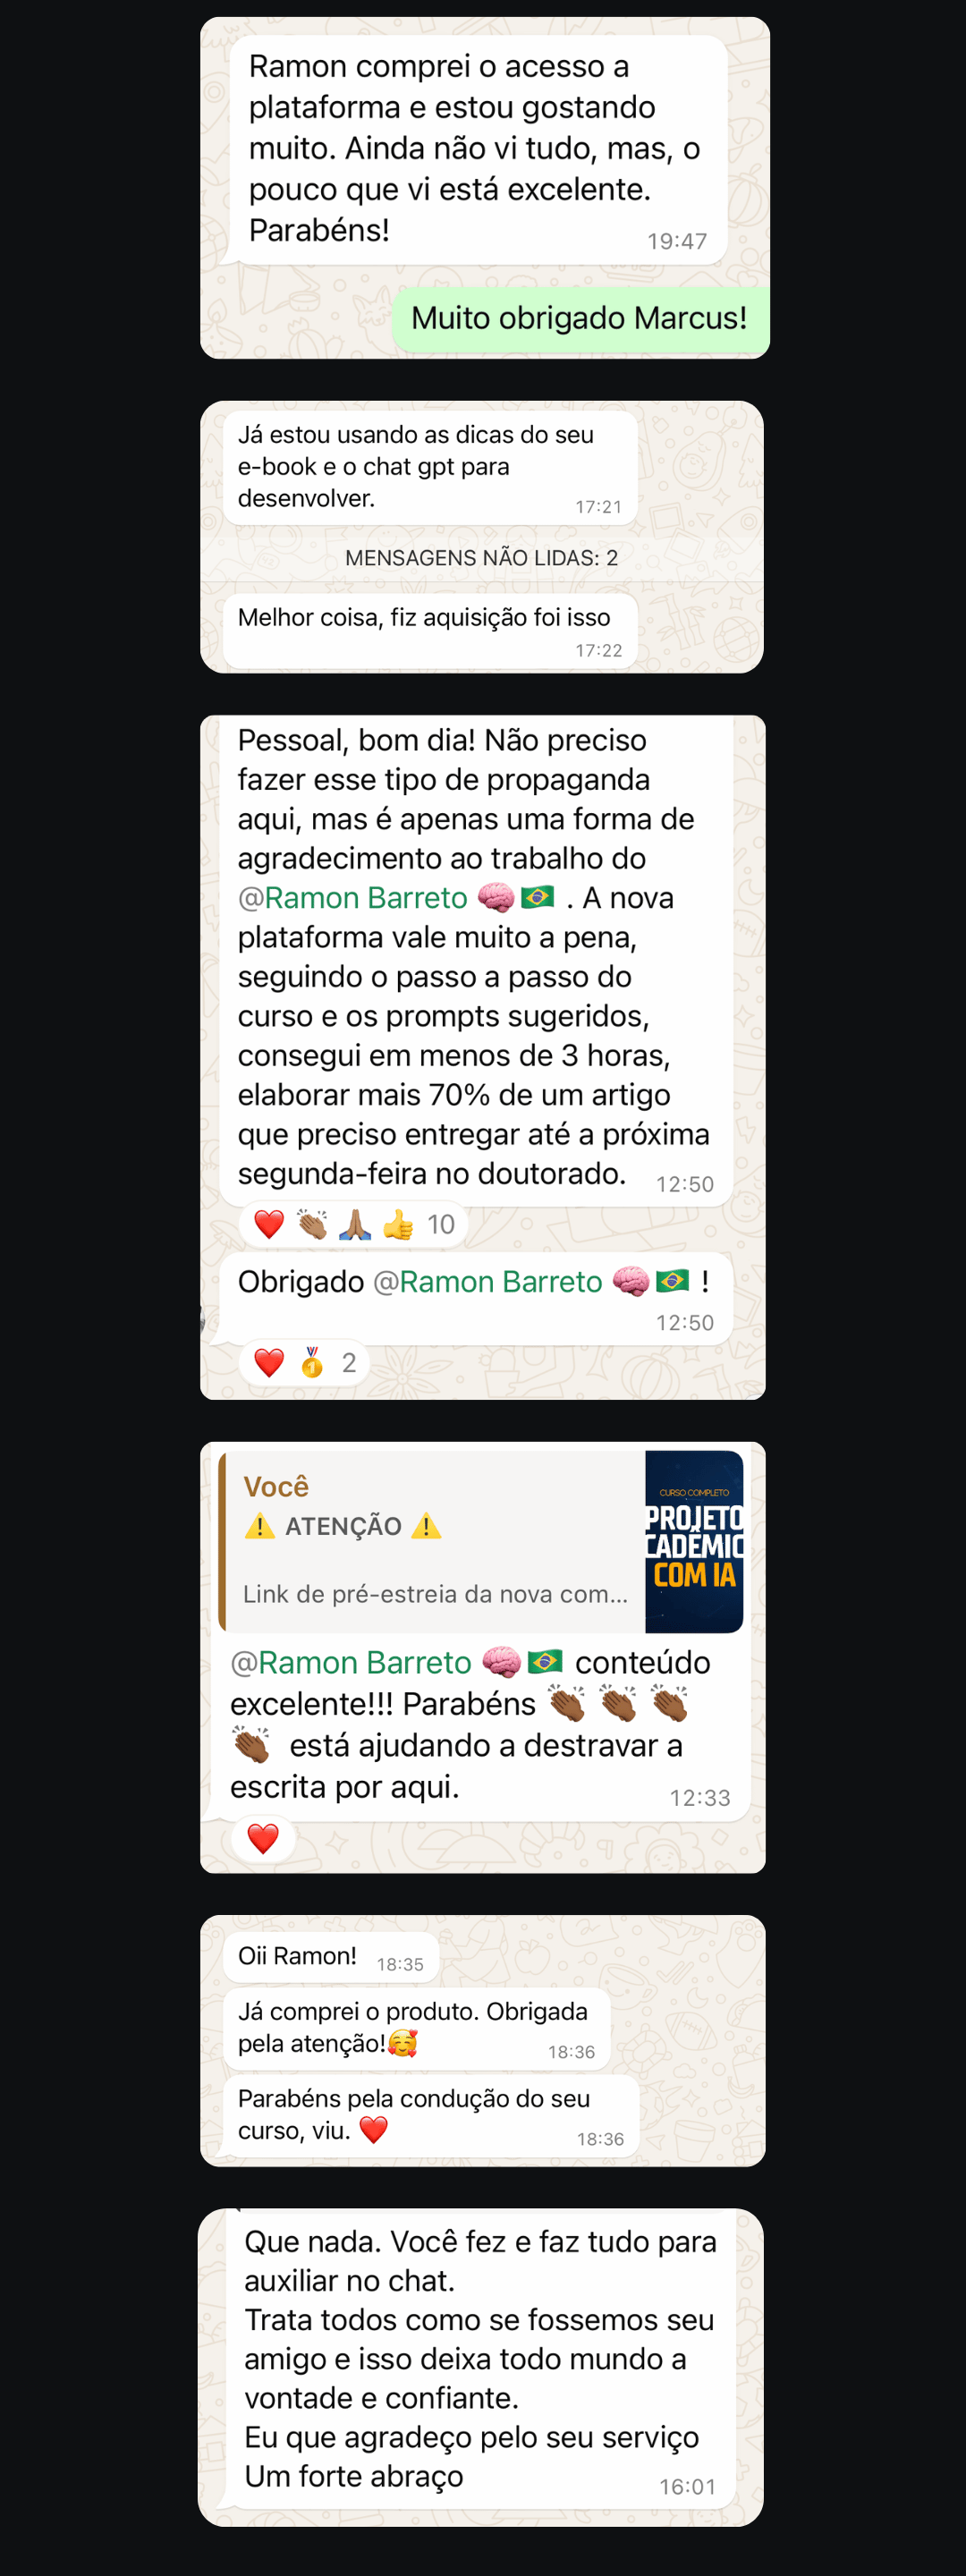 Ramon comprei o acesso a
plataforma e estou gostando
muito. Ainda não vi tudo, mas, o
pouco que vi está excelente.
Parabéns!
19:47
Muito obrigado Marcus!
Já estou usando as dicas do seu
e-book e o chat gpt para
desenvolver.
17:21
MENSAGENS NÃO LIDAS: 2
Melhor coisa, fiz aquisição foi isso
17:22
Pessoal, bom dia! Não preciso
fazer esse tipo de propaganda
aqui, mas é apenas uma forma de
agradecimento ao trabalho do
@Ramon Barreto 🧠🇧🇷 . A nova
plataforma vale muito a pena,
seguindo o passo a passo do
curso e os prompts sugeridos,
consegui em menos de 3 horas,
elaborar mais 70% de um artigo
que preciso entregar até a próxima
segunda-feira no doutorado.
12:50
❤️ 👏🏽 🙏🏽 👍 10
Obrigado @Ramon Barreto 🧠🇧🇷 !
12:50
❤️ 🥇 2
Você
⚠️ ATENÇÃO ⚠️
Link de pré-estreia da nova com...
CURSO COMPLETO
PROJETO
CADÊMIC
COM IA
@Ramon Barreto 🧠🇧🇷 conteúdo
excelente!!! Parabéns 👏🏾 👏🏾 👏🏾
👏🏾 está ajudando a destravar a
escrita por aqui.
12:33
❤️
Oii Ramon!
18:35
Já comprei o produto. Obrigada
pela atenção!🥰
18:36
Parabéns pela condução do seu
curso, viu. ❤️
18:36
Que nada. Você fez e faz tudo para
auxiliar no chat.
Trata todos como se fossemos seu
amigo e isso deixa todo mundo a
vontade e confiante.
Eu que agradeço pelo seu serviço
Um forte abraço
16:01